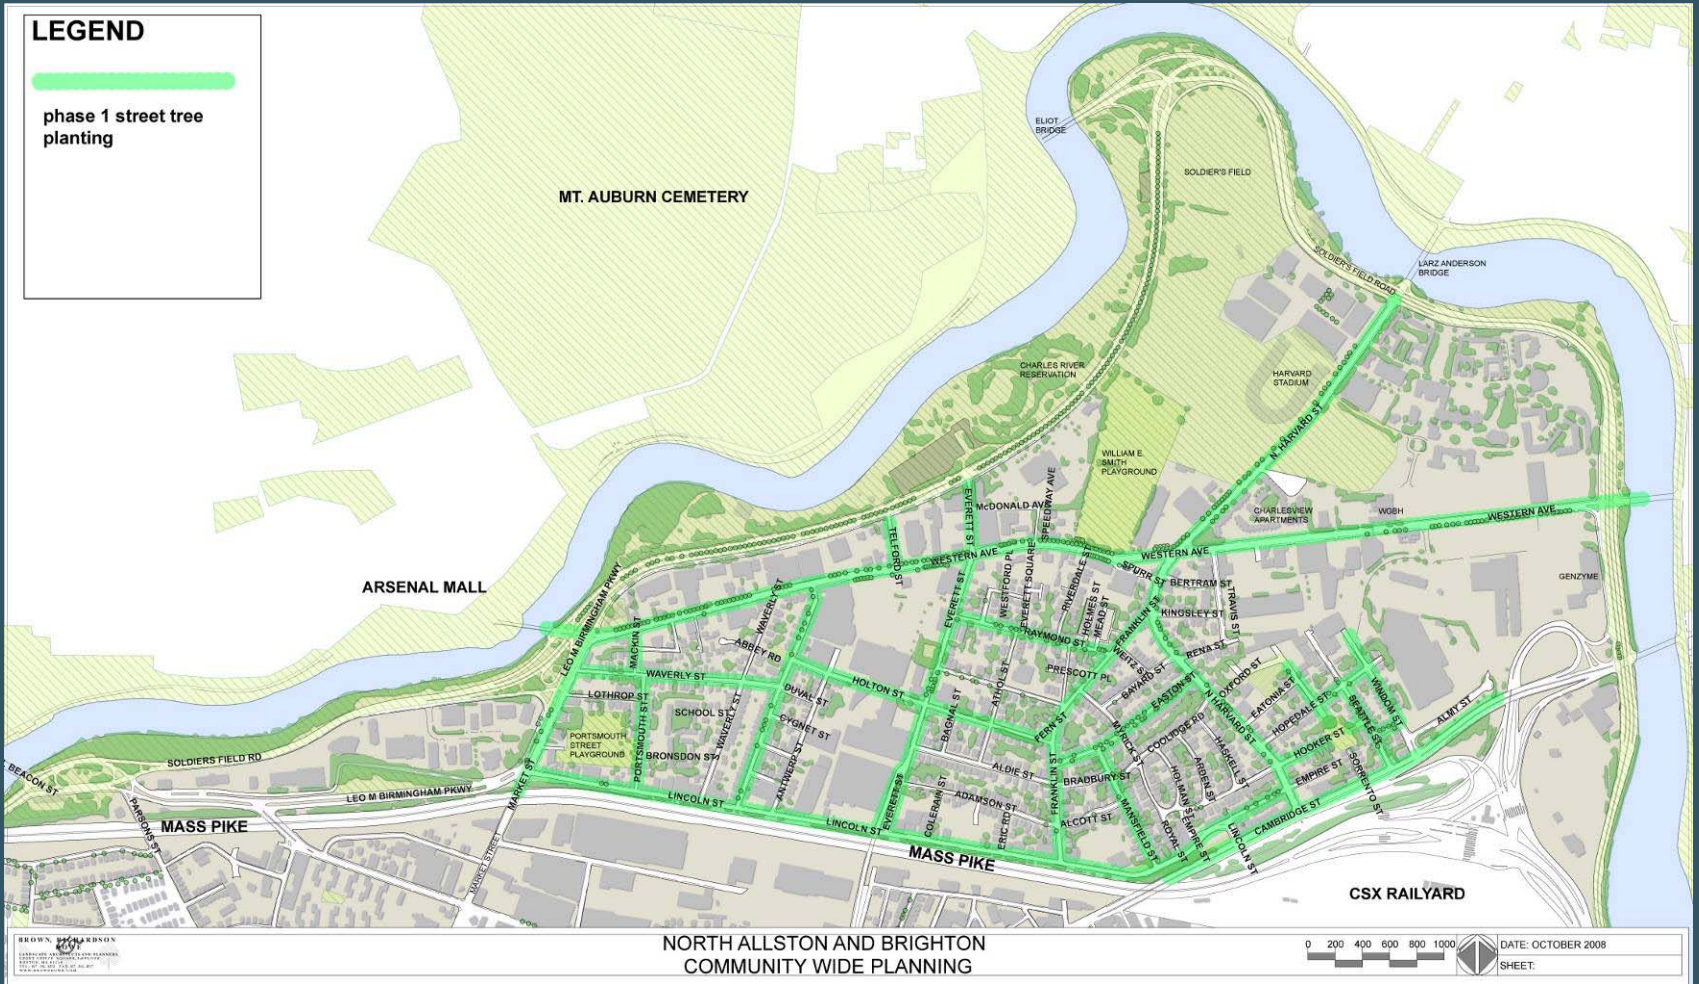 LEGEND
phase 1 street tree
planting
MT. AUBURN CEMETERY
ELIOT
BRIDGE
SOLDIER'S FIELD
SOLDIER'S FIELD ROAD
LARZ ANDERSON
BRIDGE
CHARLES RIVER
RESERVATION
HARVARD
STADIUM
N. HARVARD ST
WILLIAM E.
SMITH
PLAYGROUND
SPEEDWAY AVE
McDONALD AV
EVERETT ST
CHARLESVIEW
APARTMENTS
WGBH
WESTERN AVE
TELFORD ST
WESTERN AVE
WESTERN AVE
GENZYME
ARSENAL MALL
LEO M BIRMINGHAM PKWY
MACKIN ST
WAVERLY ST
ABBEY RD
EVERETT ST
WESTFORD PL
EVERETT SQUARE
RIVERDALE ST
HOLMES ST
MEAD ST
SPURR ST
BERTRAM ST
TRAVIS ST
KINGSLEY ST
FRANKLIN ST
RAYMOND ST
WEITZ ST
RENA ST
PRESCOTT PL
BAYARD ST
EASTON ST
OXFORD ST
WAVERLY ST
LOTHROP ST
DUVAL ST
HOLTON ST
SCHOOL ST
WAVERLY ST
CYGNET ST
BAGNAL ST
ATHOL ST
FERN ST
N HARVARD ST
EATONIA ST
HOPEDALE ST
WINDOM ST
SEATTLE ST
ALMY ST
PORTSMOUTH
STREET
PLAYGROUND
PORTSMOUTH ST
BRONSDON ST
ANTWERP ST
MYRICK ST
COOLIDGE RD
HASKELL ST
HOOKER ST
ALDIE ST
BRADBURY ST
ARDEN ST
HOLMAN ST
EMPIRE ST
SORRENTO ST
SOLDIERS FIELD RD
BEACON ST
LEO M BIRMINGHAM PKWY
MARKET ST
LINCOLN ST
LINCOLN ST
EVERETT ST
COLERAIN ST
ADAMSON ST
ERIC RD
FRANKLIN ST
ALCOTT ST
MANSFIELD ST
ROYAL ST
EMPIRE ST
LINCOLN ST
CAMBRIDGE ST
PARSONS ST
MASS PIKE
MARKET STREET
MASS PIKE
CSX RAILYARD
NORTH ALLSTON AND BRIGHTON
COMMUNITY WIDE PLANNING
0 200 400 600 800 1000
DATE: OCTOBER 2008
SHEET: